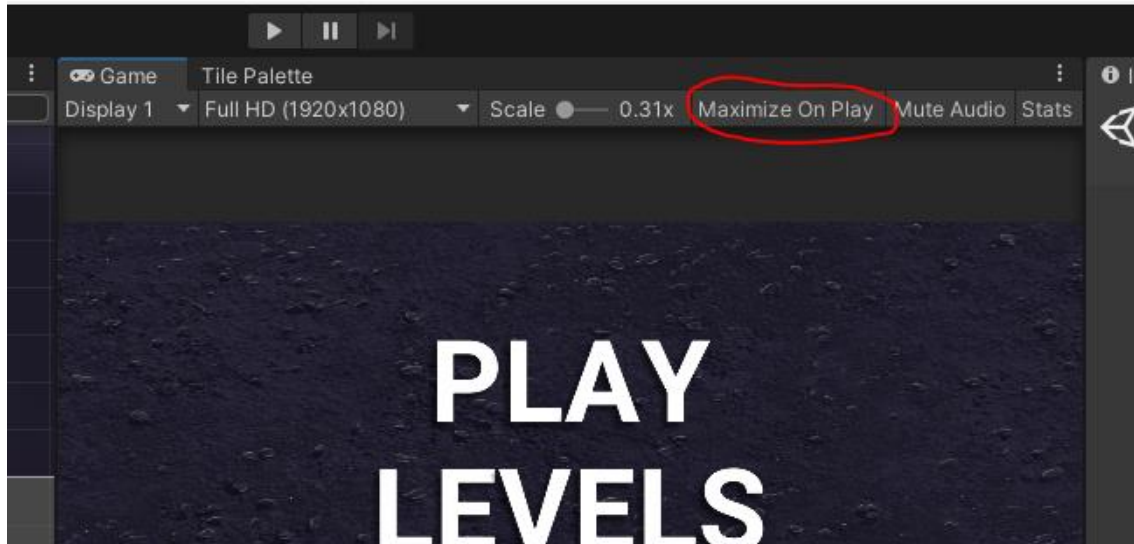 Game Tile Palette
Display 1 Full HD (1920x1080) Scale 0.31x Maximize On Play Mute Audio Stats
PLAY
LEVELS